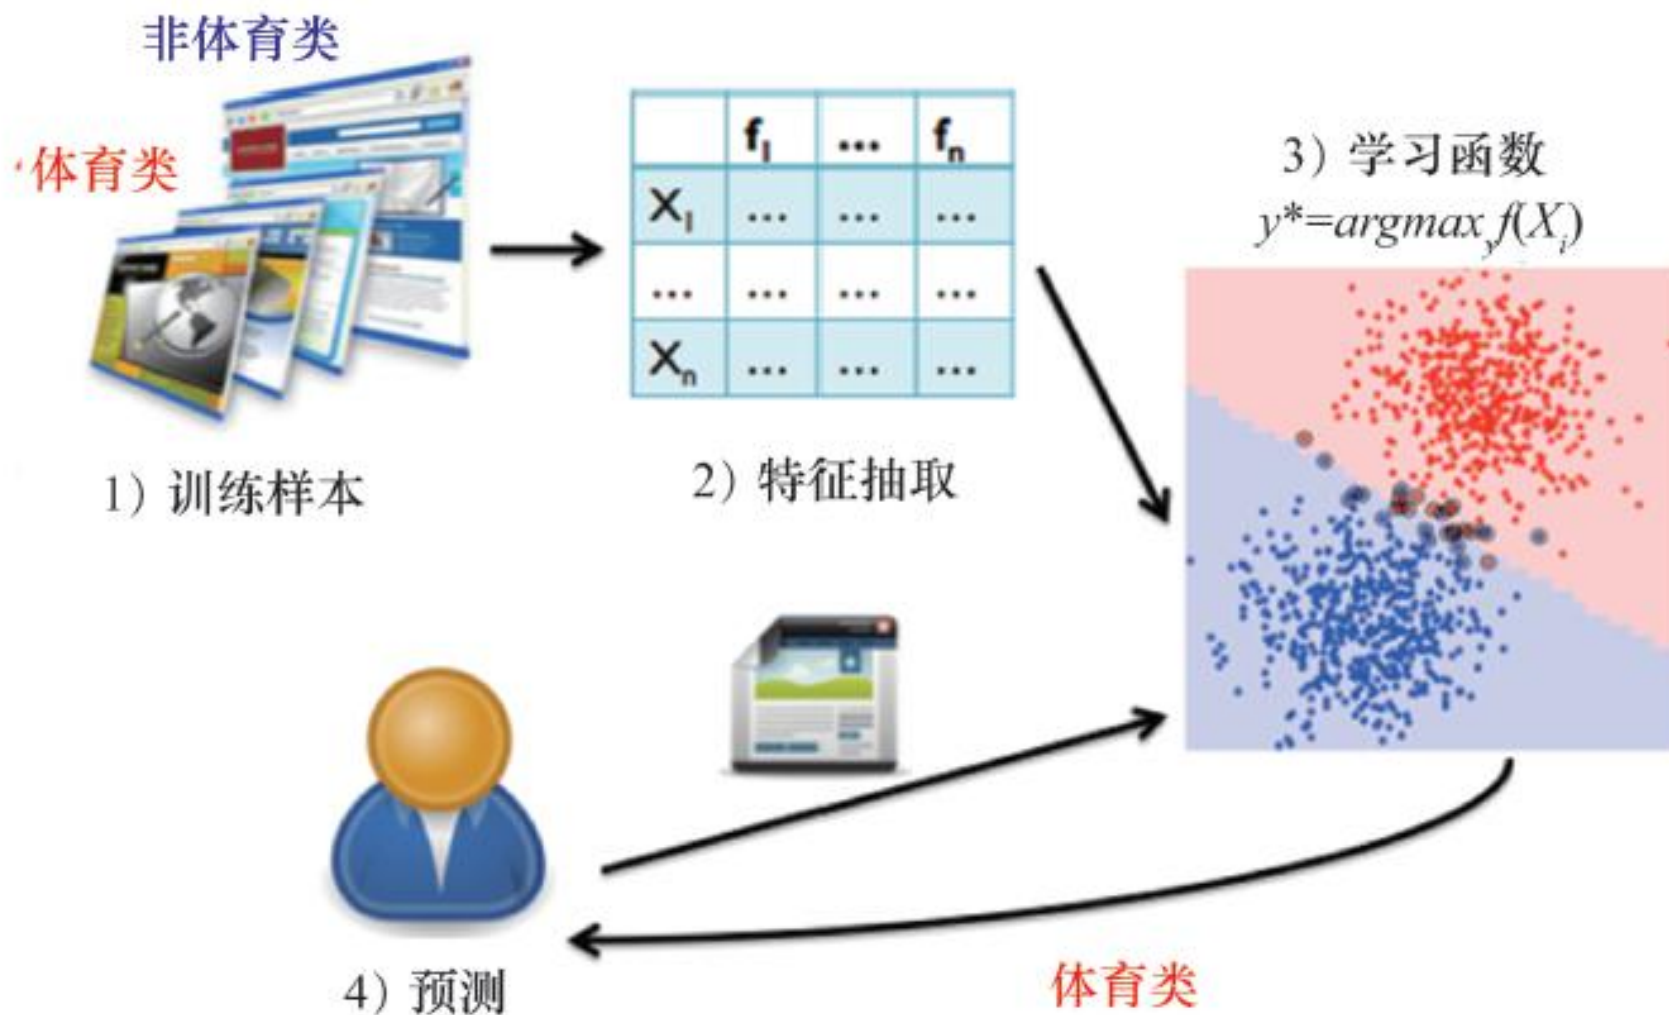 非体育类
体育类
1）训练样本
f₁ ... fₙ
X₁ ... ... ...
... ... ... ...
Xₙ ... ... ...
2）特征抽取
3）学习函数
y*=argmaxᵧf(Xᵢ)
4）预测
体育类